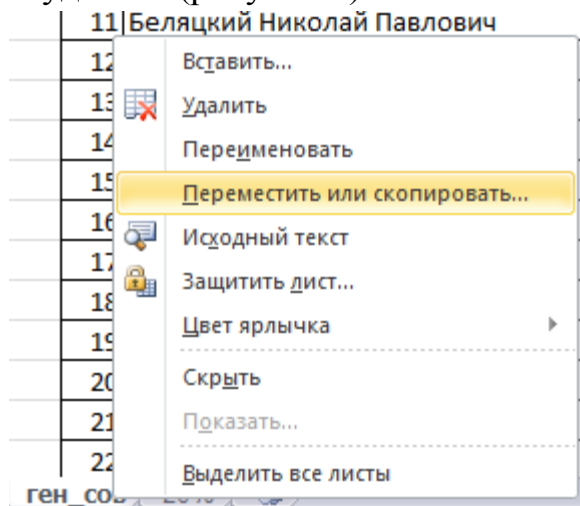 11 Беляцкий Николай Павлович
12 Вставить...
13 Удалить
14 Переименовать
15 Переместить или скопировать...
16 Исходный текст
17 Защитить лист...
18
Цвет ярлычка
19
20 Скрыть
21 Показать...
22 Выделить все листы
ген_сов